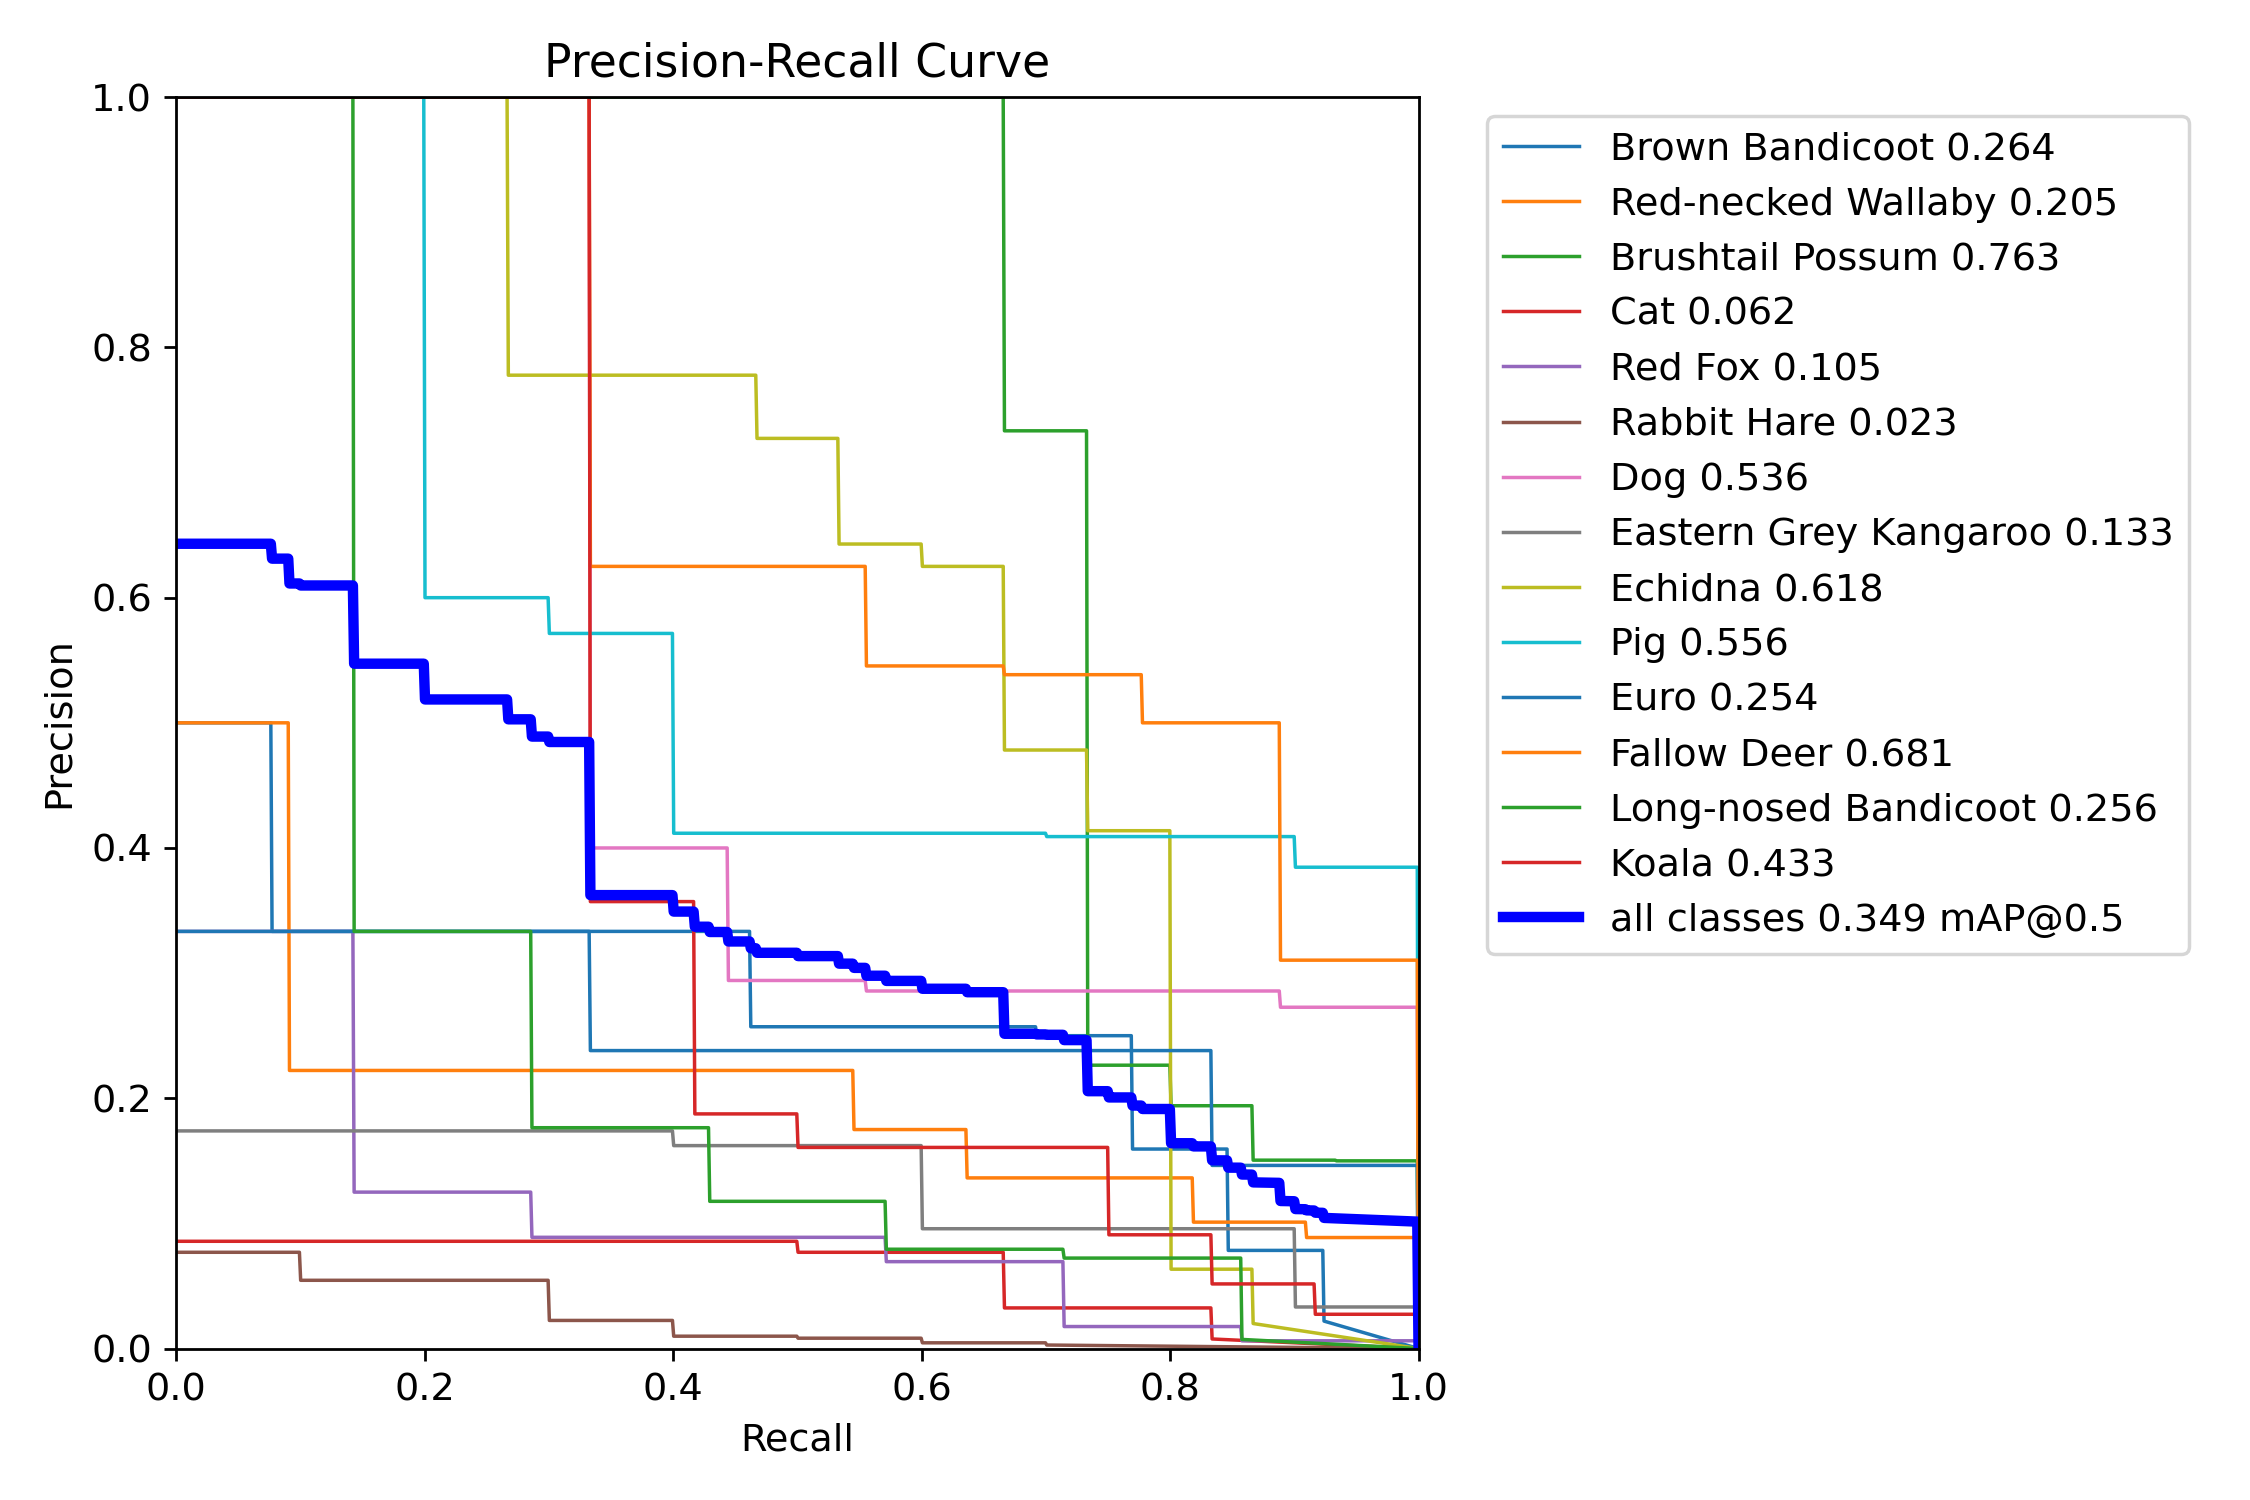 Precision-Recall Curve
1.0
0.8
0.6
0.4
0.2
0.0
Precision
0.0 0.2 0.4 0.6 0.8 1.0
Recall
Brown Bandicoot 0.264
Red-necked Wallaby 0.205
Brushtail Possum 0.763
Cat 0.062
Red Fox 0.105
Rabbit Hare 0.023
Dog 0.536
Eastern Grey Kangaroo 0.133
Echidna 0.618
Pig 0.556
Euro 0.254
Fallow Deer 0.681
Long-nosed Bandicoot 0.256
Koala 0.433
all classes 0.349 mAP@0.5